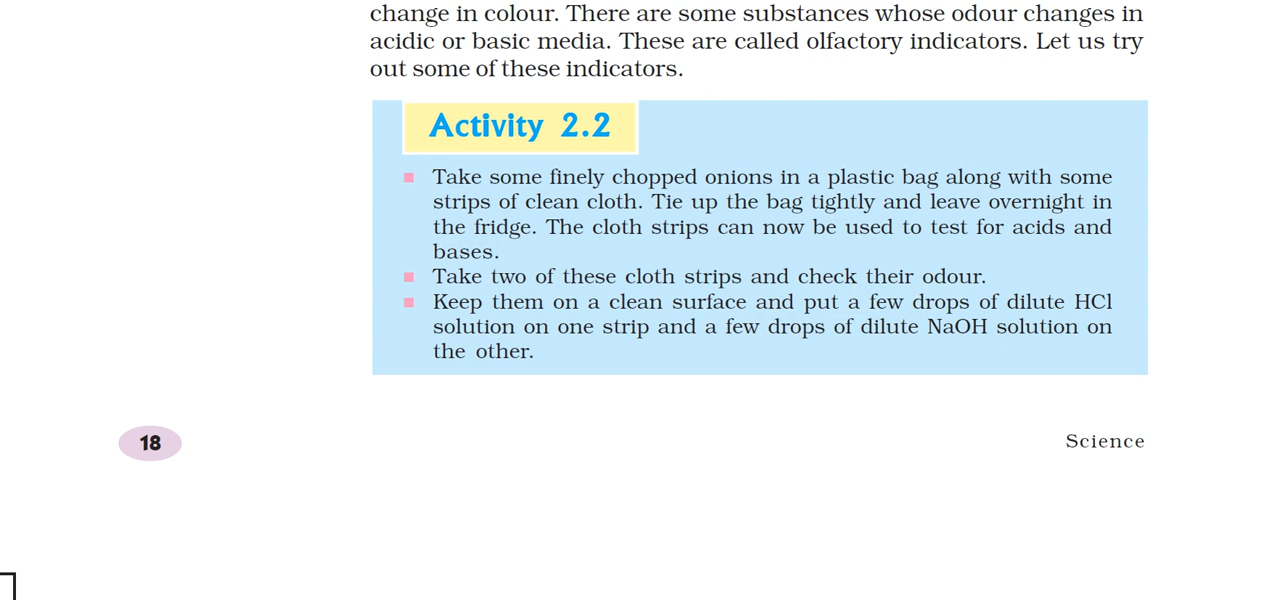 change in colour. There are some substances whose odour changes in
acidic or basic media. These are called olfactory indicators. Let us try
out some of these indicators.
Activity 2.2
Take some finely chopped onions in a plastic bag along with some
strips of clean cloth. Tie up the bag tightly and leave overnight in
the fridge. The cloth strips can now be used to test for acids and
bases.
Take two of these cloth strips and check their odour.
Keep them on a clean surface and put a few drops of dilute HCl
solution on one strip and a few drops of dilute NaOH solution on
the other.
18
Science